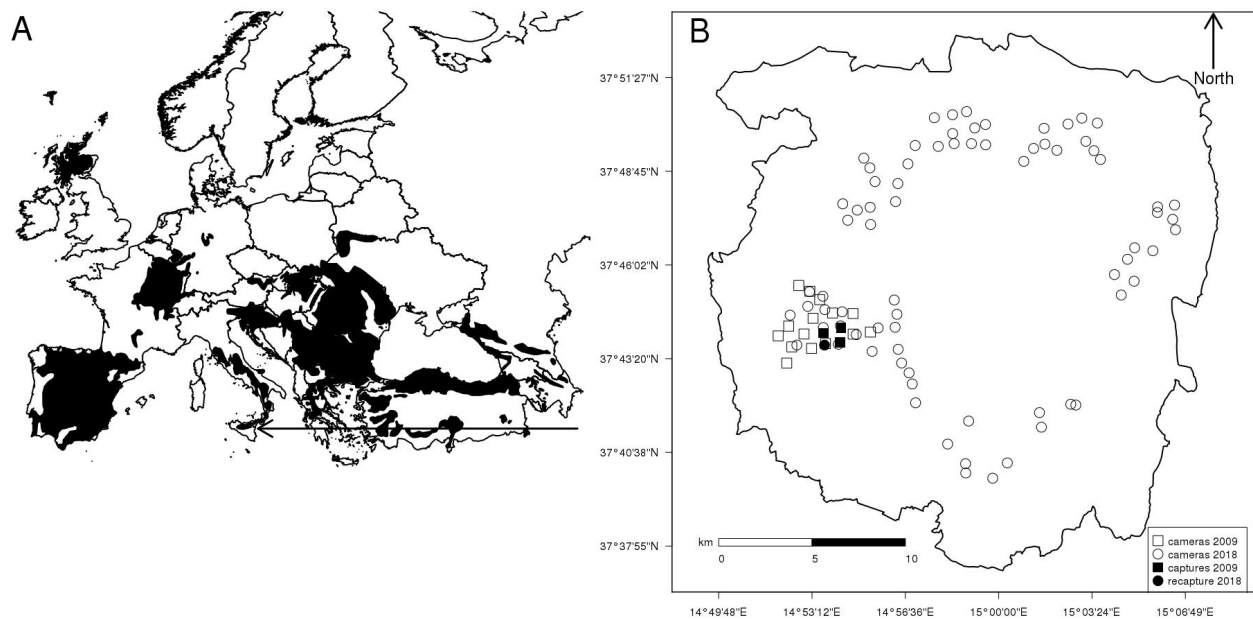 A
B
North
37°51'27"N
37°48'45"N
37°46'02"N
37°43'20"N
37°40'38"N
37°37'55"N
km
0
5
10
cameras 2009
cameras 2018
captures 2009
recapture 2018
14°49'48"E
14°53'12"E
14°56'36"E
15°00'00"E
15°03'24"E
15°06'49"E